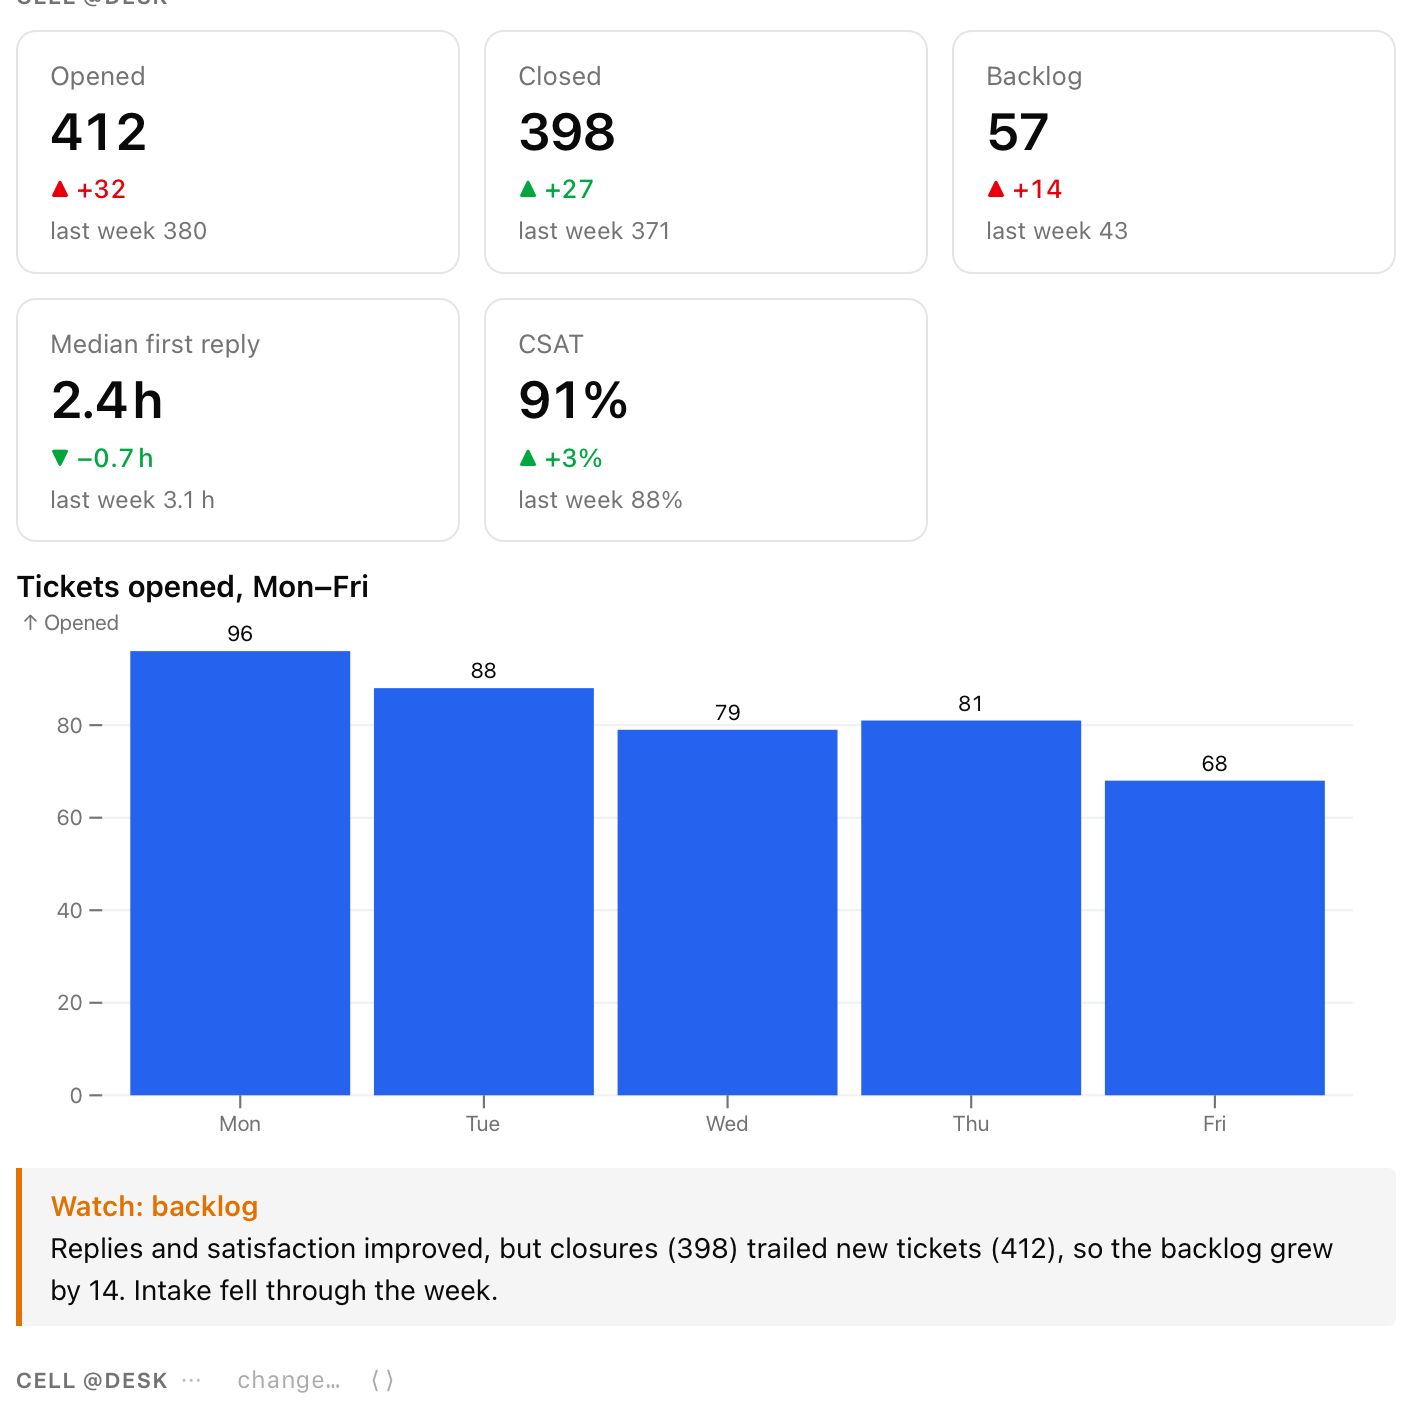 CELL @DESK
Opened
412
▲ +32
last week 380
Closed
398
▲ +27
last week 371
Backlog
57
▲ +14
last week 43
Median first reply
2.4 h
▼ −0.7 h
last week 3.1 h
CSAT
91%
▲ +3%
last week 88%
Tickets opened, Mon–Fri
↑ Opened
96
88
79
81
68
80
60
40
20
0
Mon
Tue
Wed
Thu
Fri
Watch: backlog
Replies and satisfaction improved, but closures (398) trailed new tickets (412), so the backlog grew
by 14. Intake fell through the week.
CELL @DESK ··· change… ⟨ ⟩